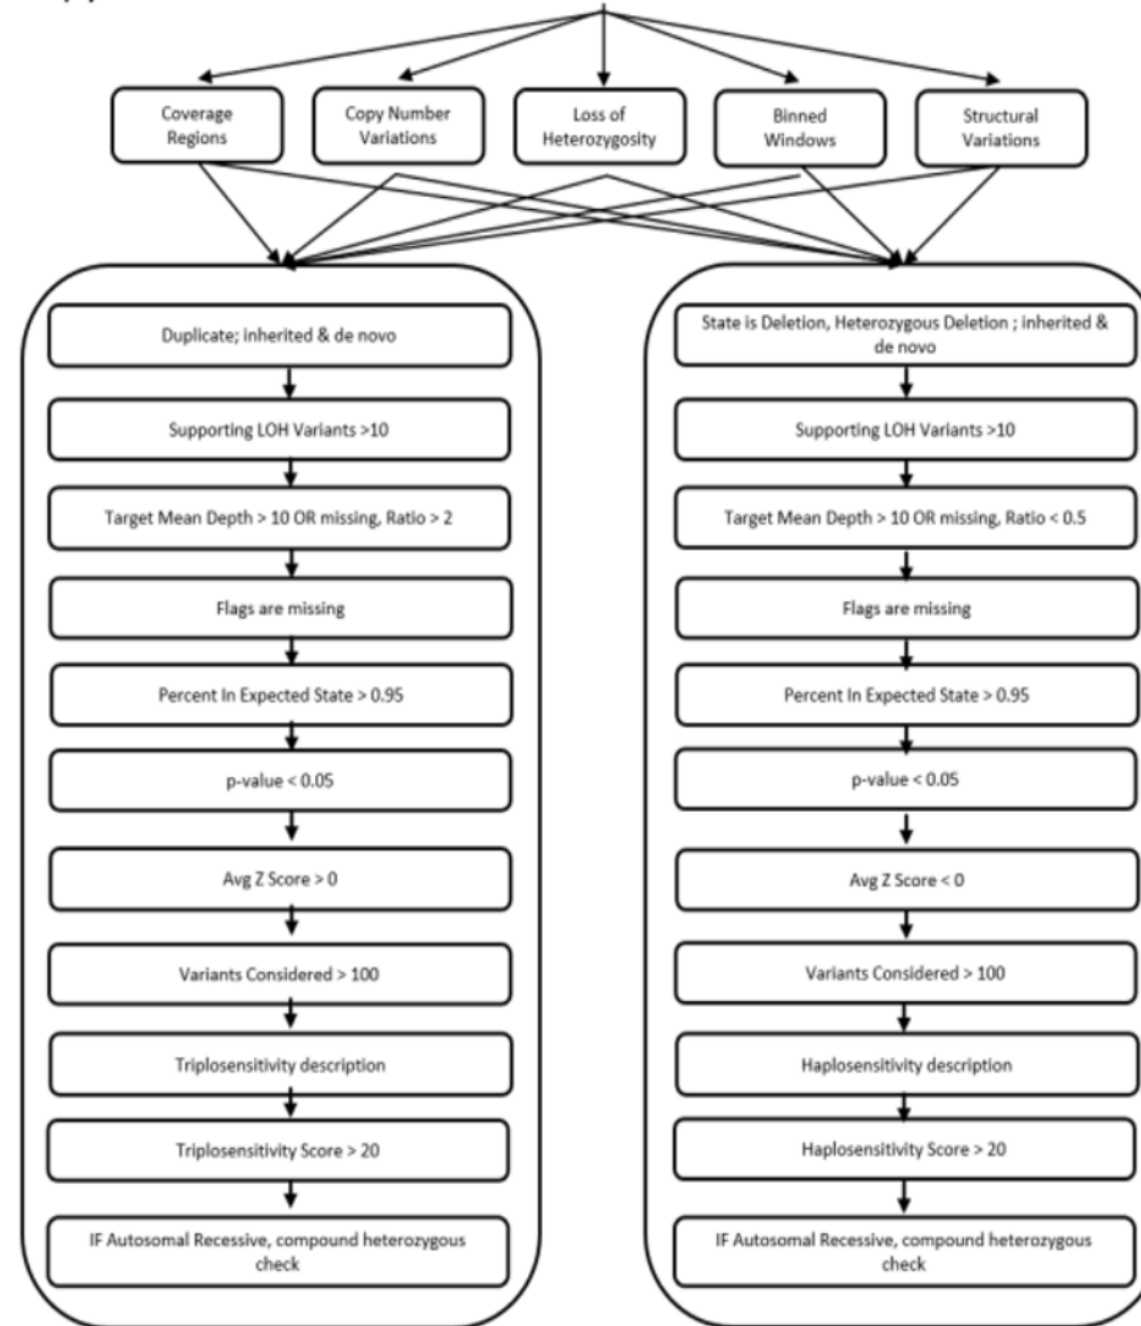 Coverage
Regions
Copy Number
Variations
Loss of
Heterozygosity
Binned
Windows
Structural
Variations
Duplicate; inherited & de novo
Supporting LOH Variants >10
Target Mean Depth > 10 OR missing, Ratio > 2
Flags are missing
Percent In Expected State > 0.95
p-value < 0.05
Avg Z Score > 0
Variants Considered > 100
Triplosensitivity description
Triplosensitivity Score > 20
IF Autosomal Recessive, compound heterozygous
check
State is Deletion, Heterozygous Deletion ; inherited &
de novo
Supporting LOH Variants >10
Target Mean Depth > 10 OR missing, Ratio < 0.5
Flags are missing
Percent In Expected State > 0.95
p-value < 0.05
Avg Z Score < 0
Variants Considered > 100
Haplosensitivity description
Haplosensitivity Score > 20
IF Autosomal Recessive, compound heterozygous
check